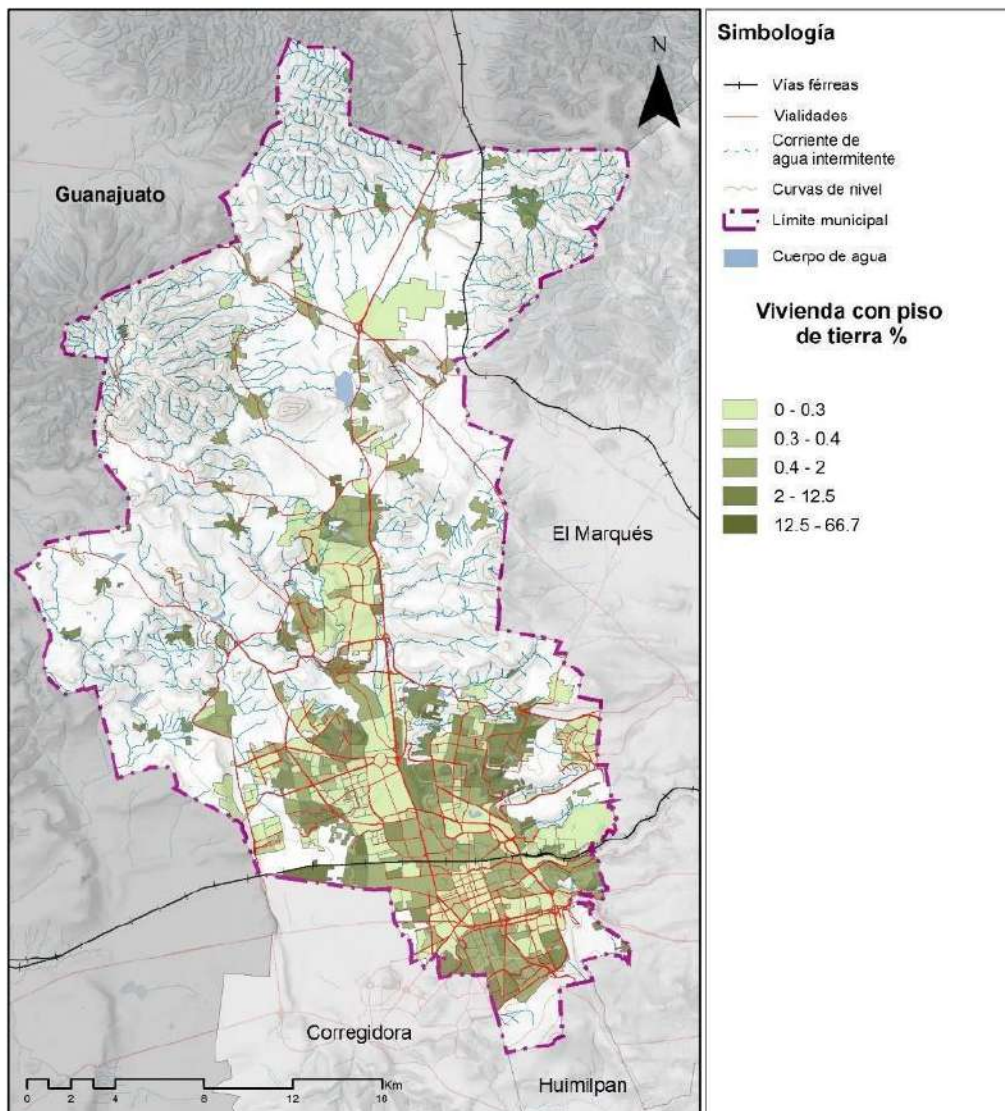 N
Guanajuato
El Marqués
Corregidora
Huimilpan
0 2 4 8 12 16 Km
Simbología
Vías férreas
Vialidades
Corriente de
agua intermitente
Curvas de nivel
Límite municipal
Cuerpo de agua
Vivienda con piso
de tierra %
0 - 0.3
0.3 - 0.4
0.4 - 2
2 - 12.5
12.5 - 66.7